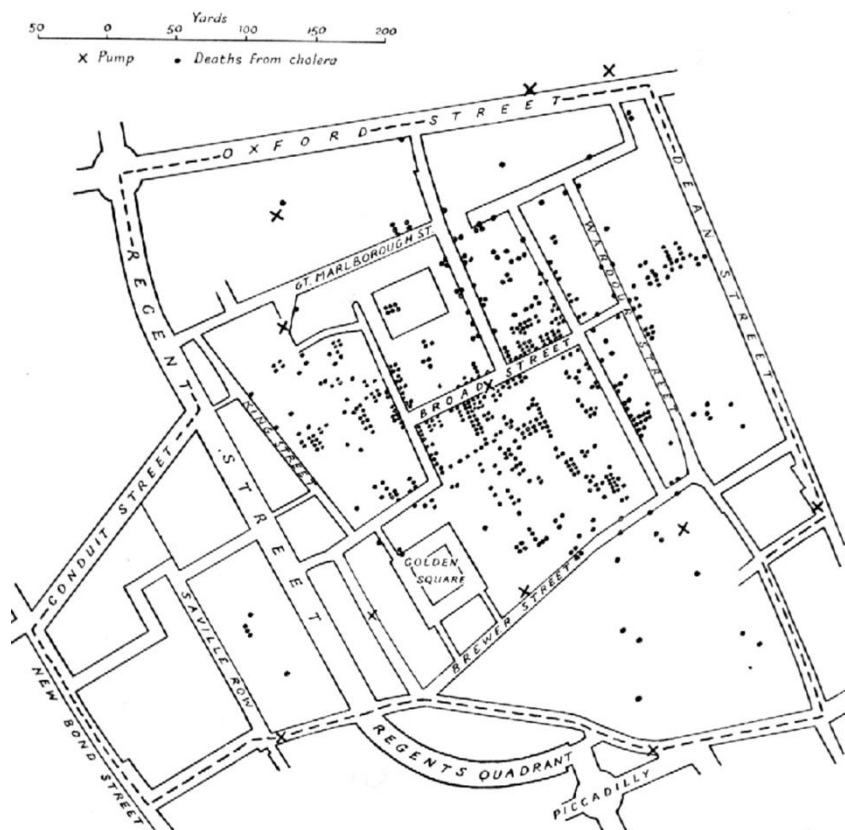 Yards
50 0 50 100 200
× Pump • Deaths from cholera
OXFORD STREET
DEAN STREET
WARDOUR STREET
GT. MARLBOROUGH ST.
REGENT STREET
BROAD STREET
KING STREET
CONDUIT STREET
GOLDEN
SQUARE
BREWER STREET
SAVILLE ROW
NEW BOND STREET
REGENTS QUADRANT
PICCADILLY